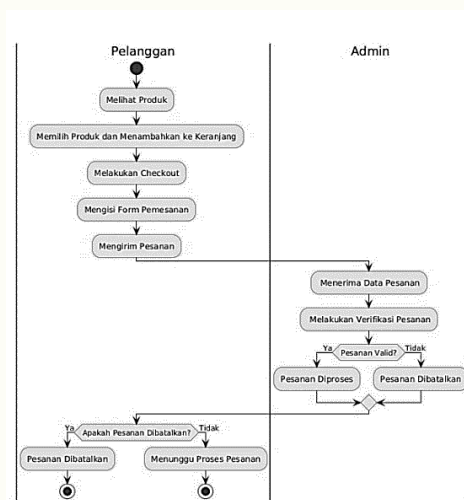 Pelanggan
Admin
Melihat Produk
Memilih Produk dan Menambahkan ke Keranjang
Melakukan Checkout
Mengisi Form Pemesanan
Mengirim Pesanan
Menerima Data Pesanan
Melakukan Verifikasi Pesanan
Ya
Pesanan Valid?
Tidak
Pesanan Diproses
Pesanan Dibatalkan
Ya
Apakah Pesanan Dibatalkan?
Tidak
Pesanan Dibatalkan
Menunggu Proses Pesanan